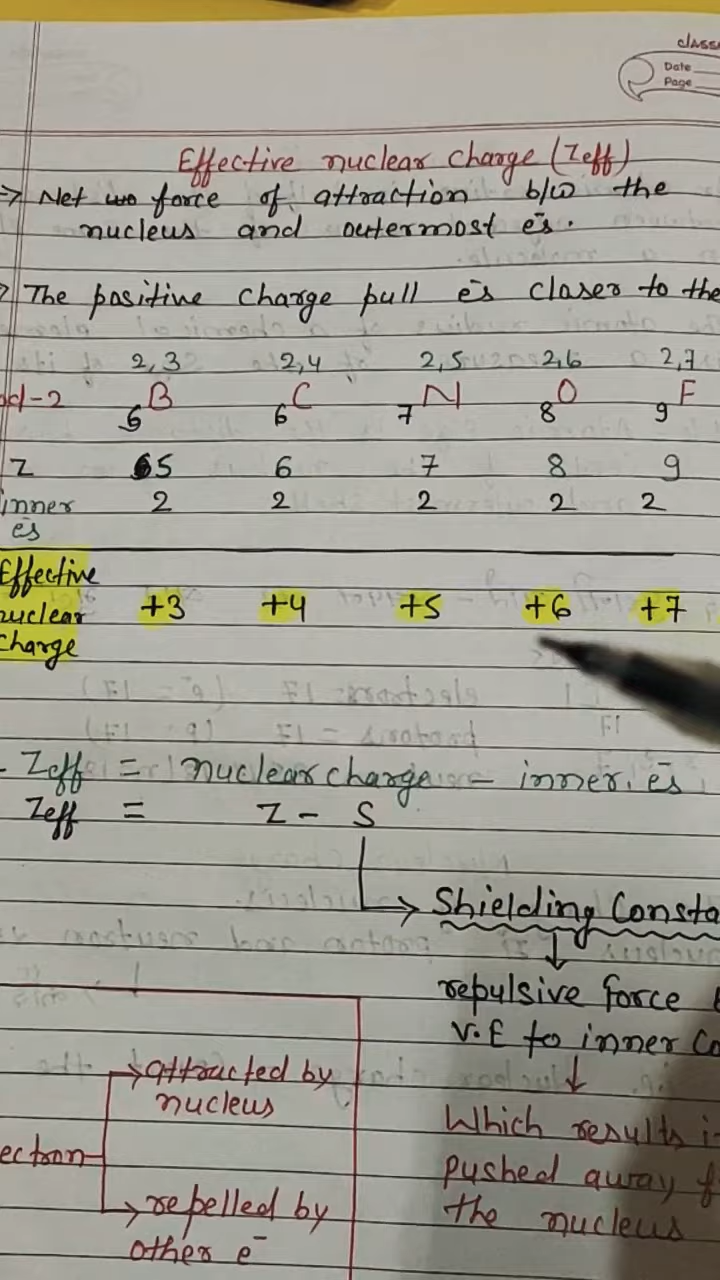 Date
Page
Effective nuclear charge (Zeff)
⇒ Net force of attraction b/w the
nucleus and outermost e⁻s.
The positive charge pull e⁻s closer to the
2,3 2,4 2,5 2,6 2,7
d-2 5B 6C 7N 8O 9F
Z 5 6 7 8 9
inner 2 2 2 2 2
e⁻s
Effective
nuclear +3 +4 +5 +6 +7
charge
Zeff = nuclear charge - inner e⁻s
Zeff = Z - S
→ Shielding Consta
↓
repulsive force
V.E to inner Co
↓
→ attracted by
nucleus
Which results i
pushed away f
the nucleus
ectron
→ repelled by
other e⁻